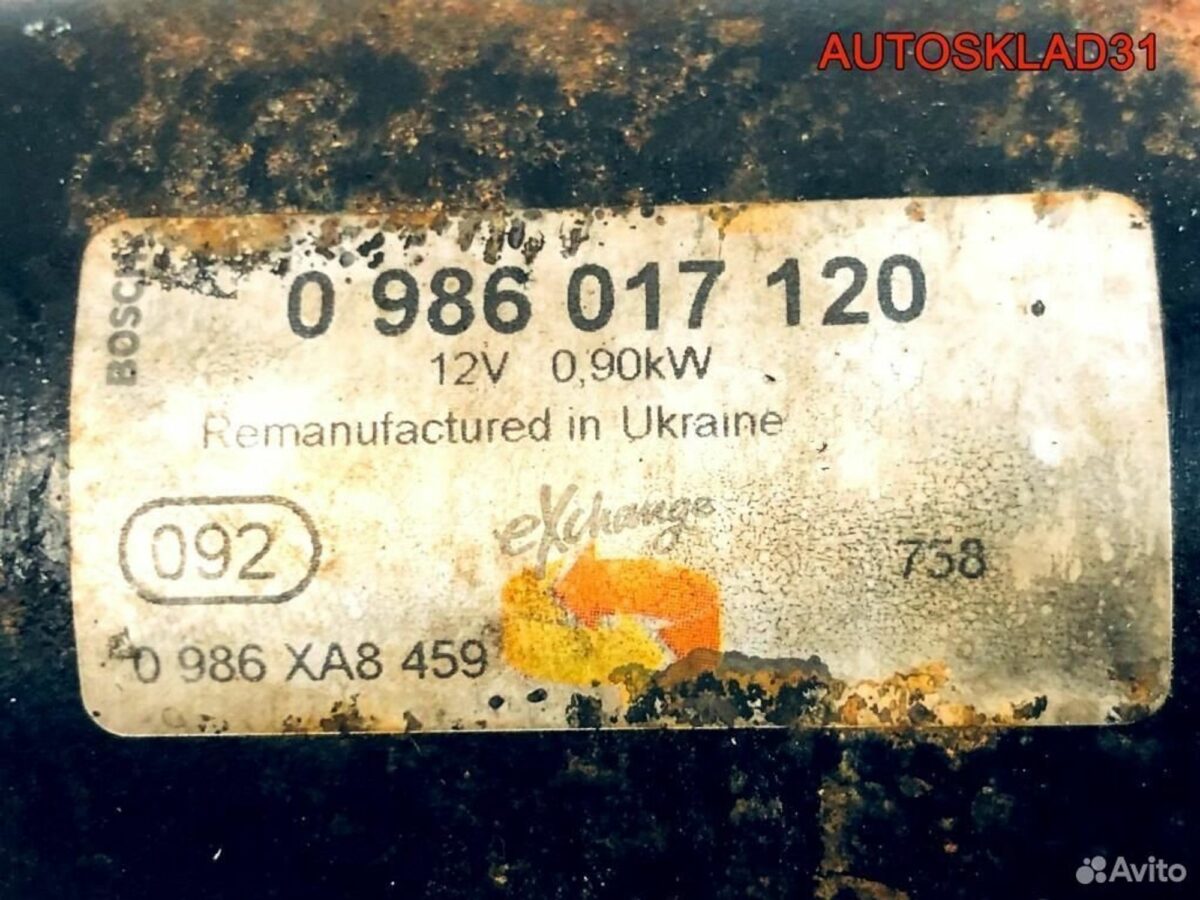 AUTOSKLAD31
BOSCH
0 986 017 120
12V 0,90kW
Remanufactured in Ukraine
eXchange
092
758
0 986 XA8 459
Avito